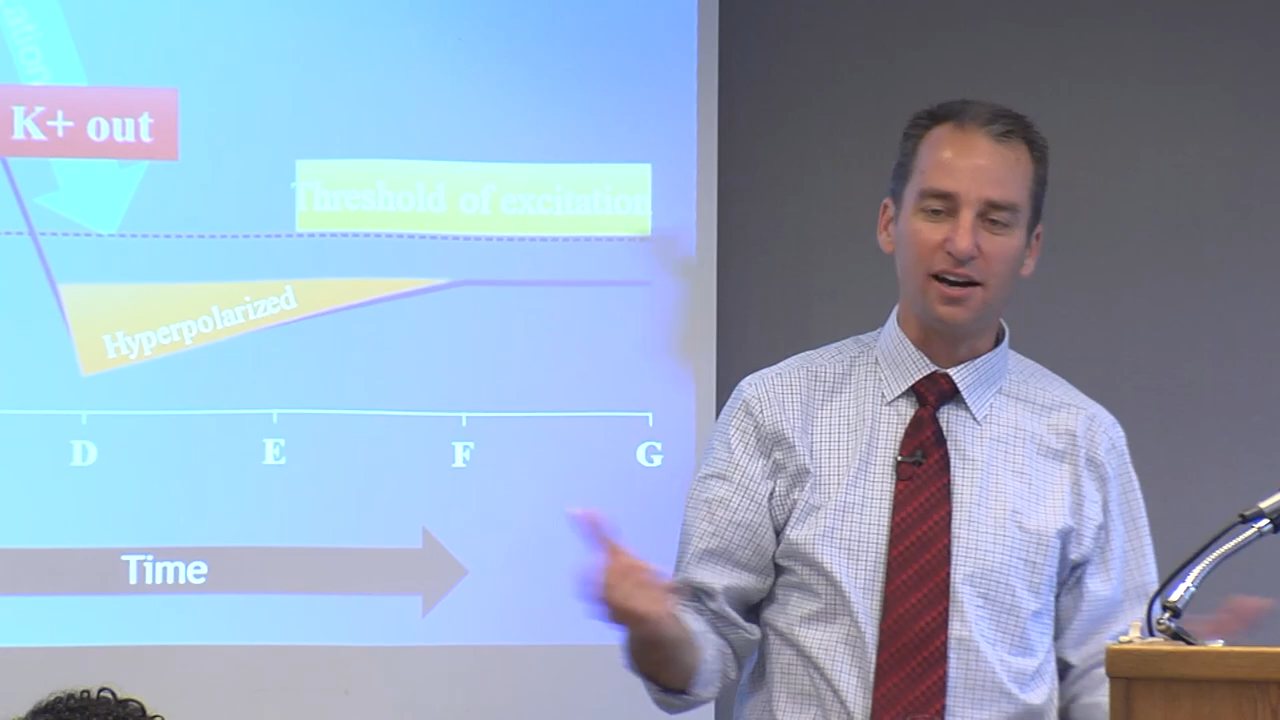 K+ out
Threshold of excitation
Hyperpolarized
D E F G
Time